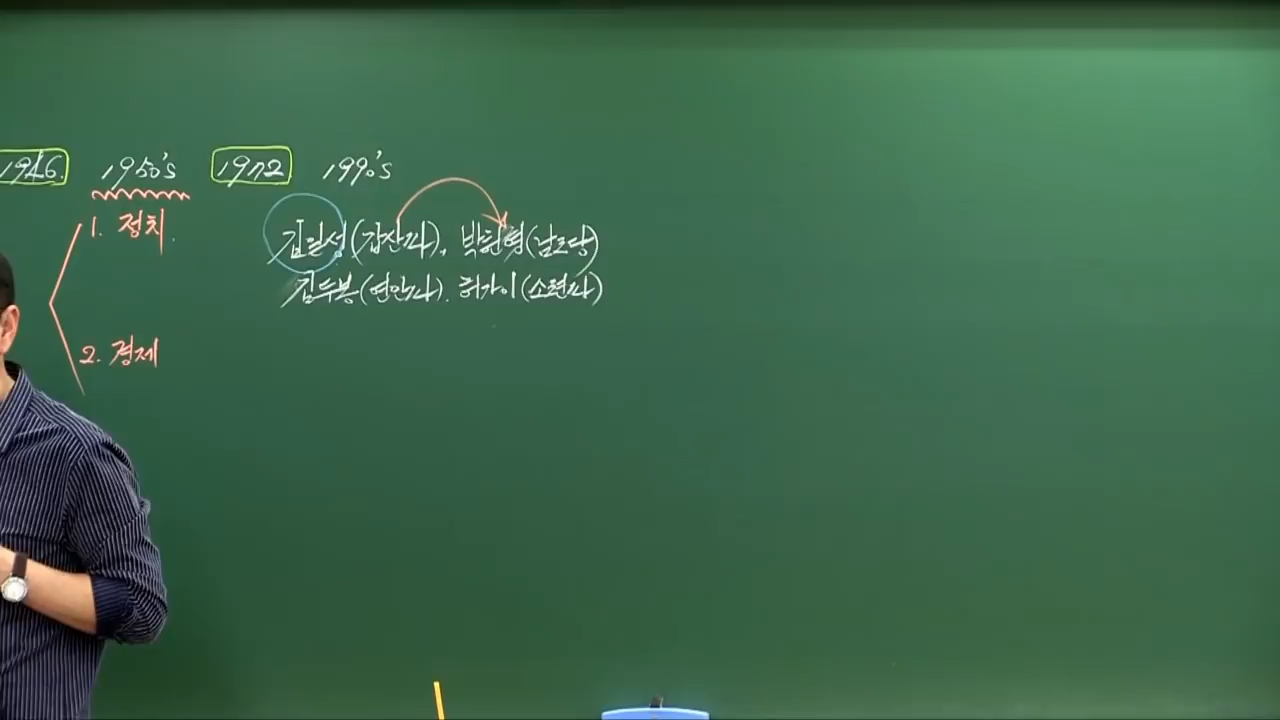 1946. 1950's 1972 1990's
1. 정치.
김일성(갑산파), 박헌영(남로당)
김두봉(연안파). 허가이(소련파)
2. 경제